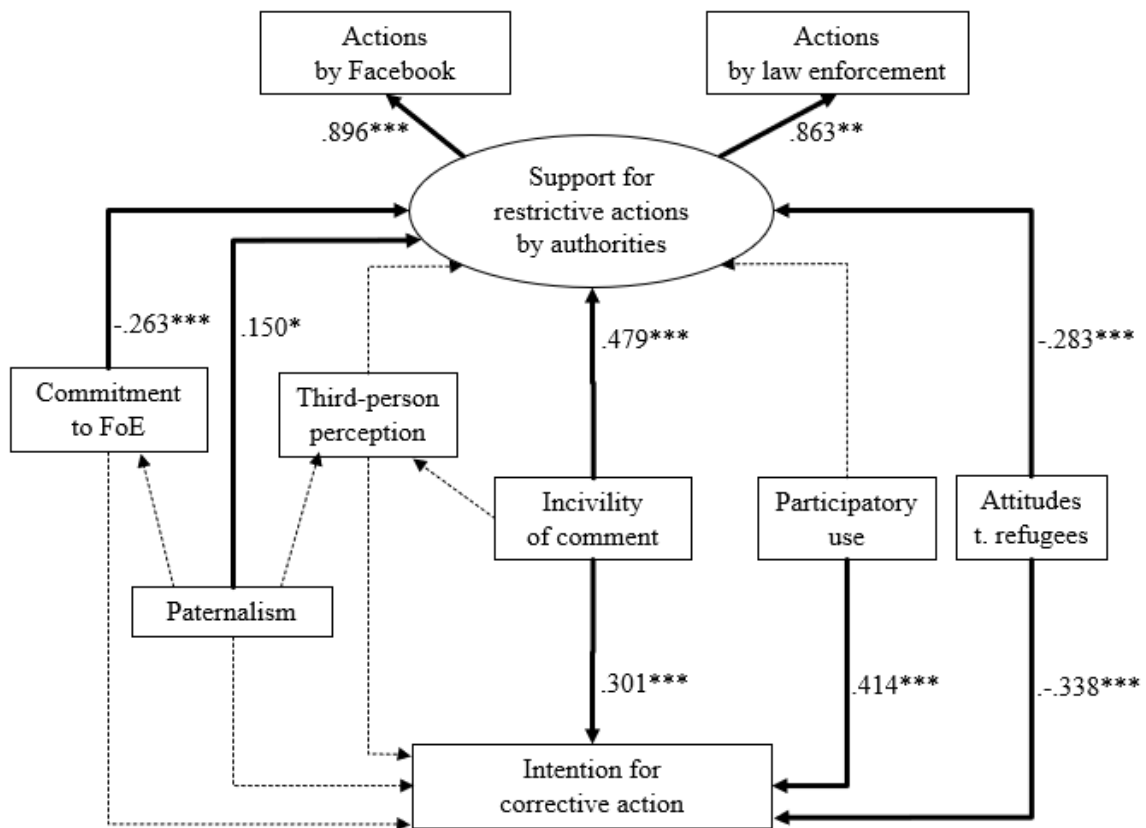 Actions
by Facebook
Actions
by law enforcement
.896***
.863**
Support for
restrictive actions
by authorities
-.263***
.150*
.479***
-.283***
Commitment
to FoE
Third-person
perception
Incivility
of comment
Participatory
use
Attitudes
t. refugees
Paternalism
.301***
.414***
.-.338***
Intention for
corrective action